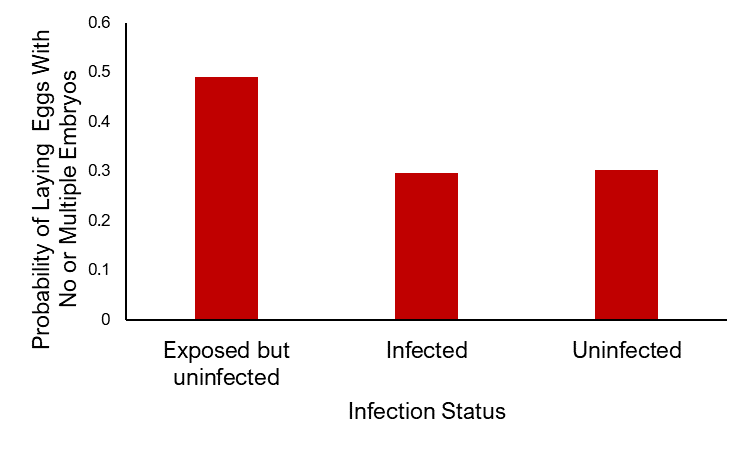 Probability of Laying  Eggs With
No or Multiple Embryos
0.6
0.5
0.4
0.3
0.2
0.1
0
Exposed but
uninfected
Infected
Uninfected
Infection Status